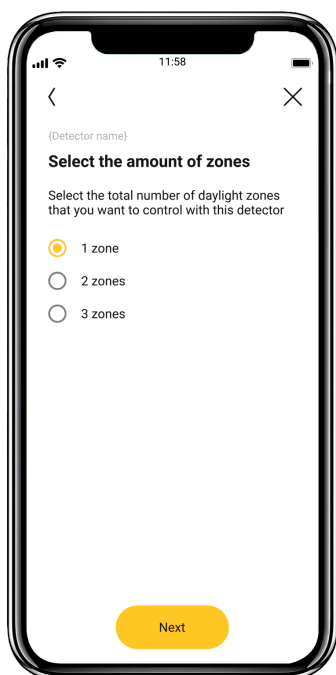 11:58
{Detector name}
Select the amount of zones
Select the total number of daylight zones
that you want to control with this detector
1 zone
2 zones
3 zones
Next